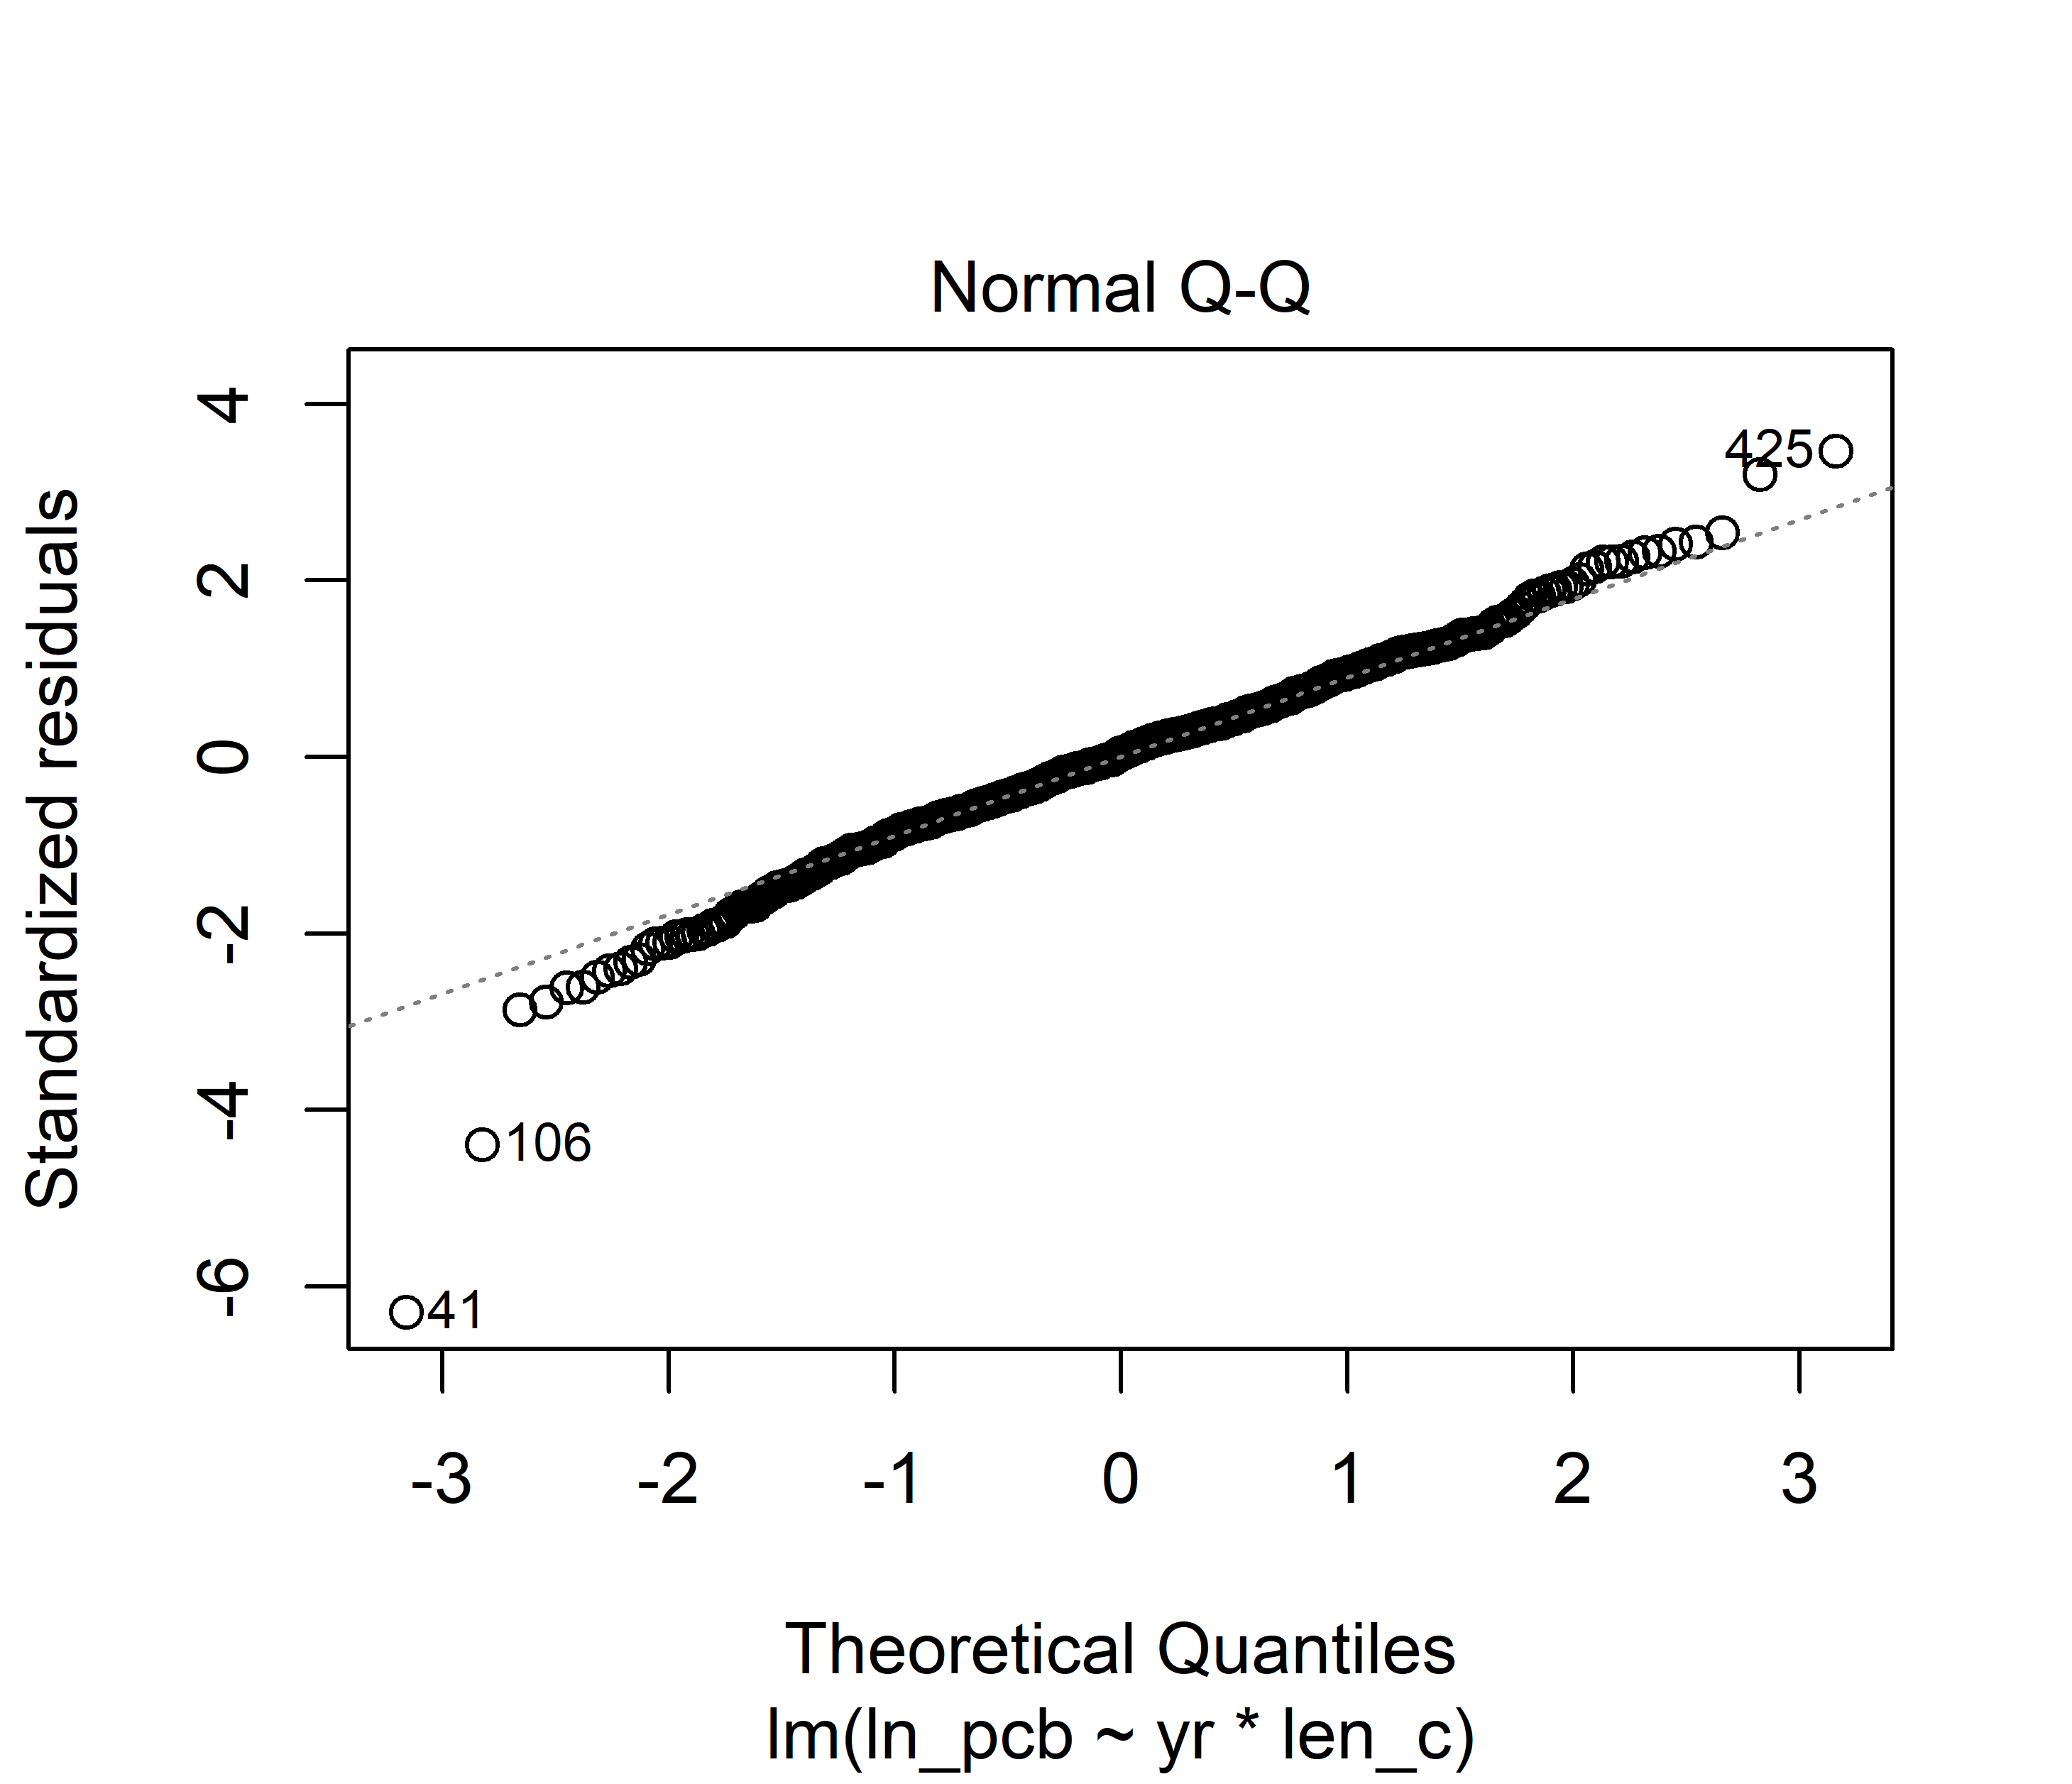 Normal Q-Q
Standardized residuals
4
2
0
-2
-4
-6
425
106
41
-3 -2 -1 0 1 2 3
Theoretical Quantiles
lm(ln_pcb ~ yr * len_c)